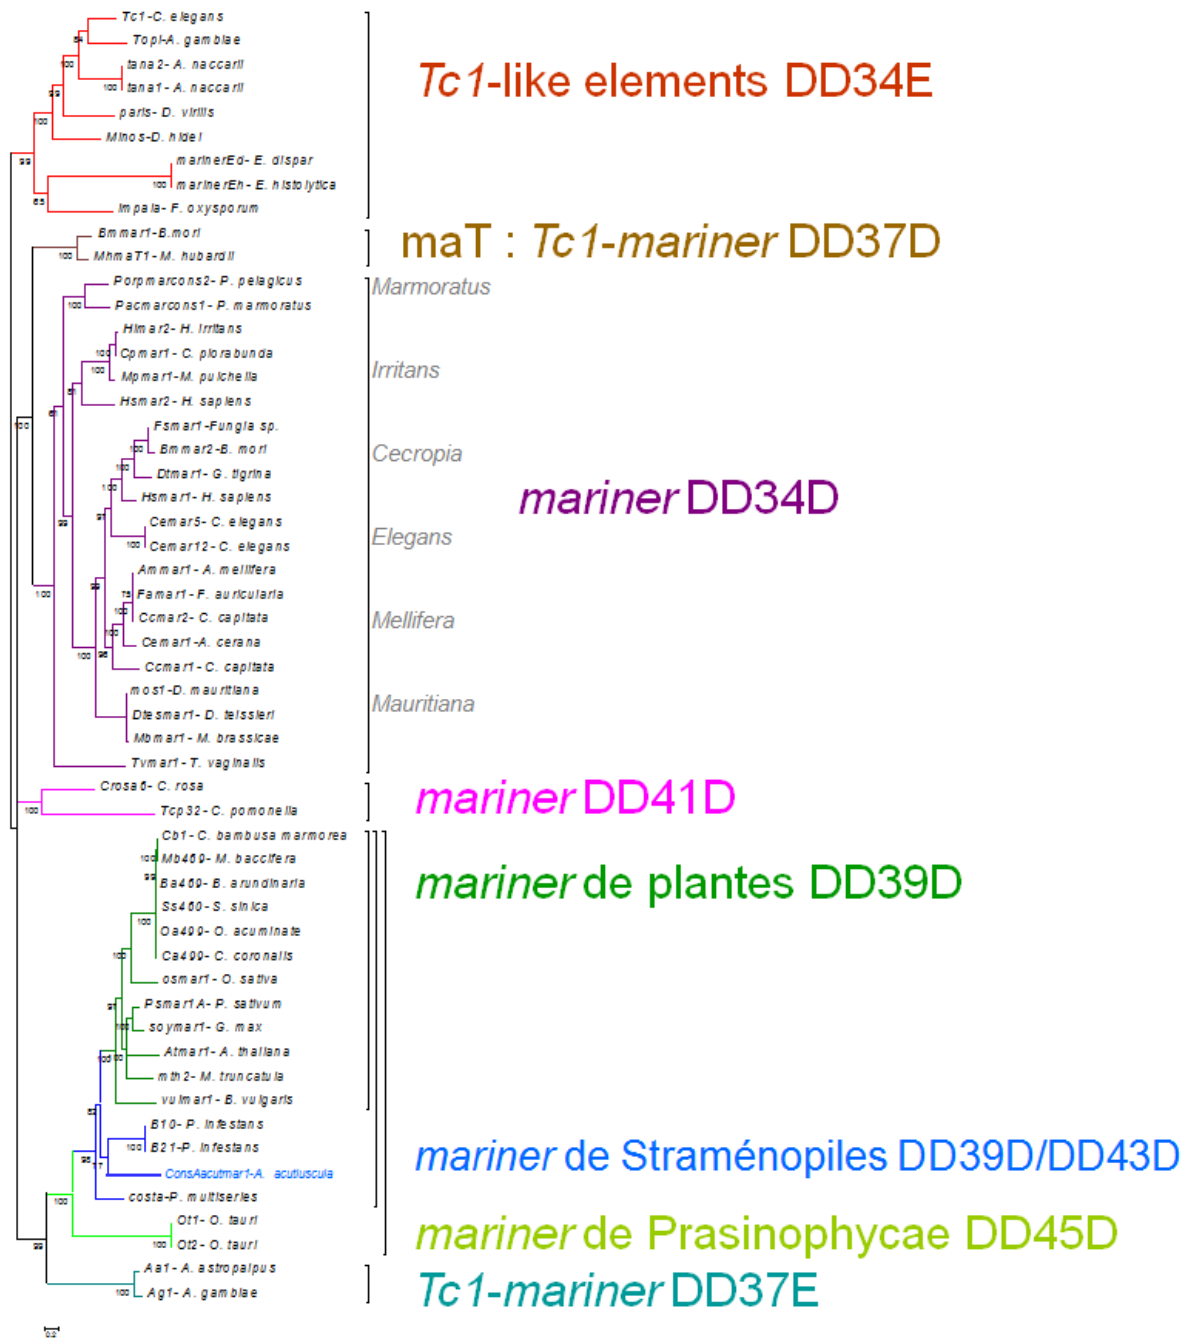 Tc1-C. elegans
Topi-A. gambiae
tana2- A. naccarii
tana1- A. naccarii
paris- D. virilis
Minos-D. hidei
marinerEd- E. dispar
marinerEh- E. histolytica
Impala- F. oxysporum
Tc1-like elements DD34E
Bmmar1-B.mori
MhmaT1- M. hubardii
maT : Tc1-mariner DD37D
Porpmarcons2- P. pelagicus
Pacmarcons1- P. marmoratus
Marmoratus
Himar2- H. irritans
Cpmar1- C. plorabunda
Mpmar1-M. pulchella
Hsmar2- H. sapiens
Irritans
Fsmar1-Fungia sp.
Bmmar2-B. mori
Dtmar1- G. tigrina
Hsmar1- H. sapiens
Cecropia
mariner DD34D
Cemar5- C. elegans
Cemar12- C. elegans
Elegans
Ammar1- A. mellifera
Famar1- F. auricularia
Ccmar2- C. capitata
Cemar1-A. cerana
Ccmar1- C. capitata
Mellifera
mos1-D. mauritiana
Dtesmar1- D. teissieri
Mbmar1- M. brassicae
Mauritiana
Tvmar1- T. vaginalis
Crosa6- C. rosa
Tcp32- C. pomonella
mariner DD41D
Cb1- C. bambusa marmorea
Mb469- M. baccifera
Ba469- B. arundinaria
Ss460- S. sinica
Oa499- O. acuminate
Ca499- C. coronalis
osmar1- O. sativa
Psmar1A- P. sativum
soymar1- G. max
Atmar1- A. thaliana
mth2- M. truncatula
vulmar1- B. vulgaris
mariner de plantes DD39D
B10- P. infestans
B21-P. infestans
ConsAacutmar1-A. acutiuscula
costa-P. multiseries
mariner de Straménopiles DD39D/DD43D
Ot1- O. tauri
Ot2- O. tauri
mariner de Prasinophycae DD45D
Aa1- A. astropalpus
Ag1- A. gambiae
Tc1-mariner DD37E
0.2